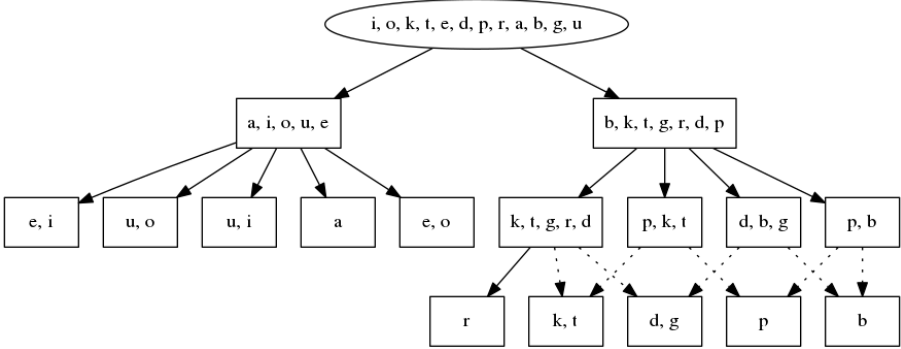 i, o, k, t, e, d, p, r, a, b, g, u
a, i, o, u, e
b, k, t, g, r, d, p
e, i
u, o
u, i
a
e, o
k, t, g, r, d
p, k, t
d, b, g
p, b
r
k, t
d, g
p
b